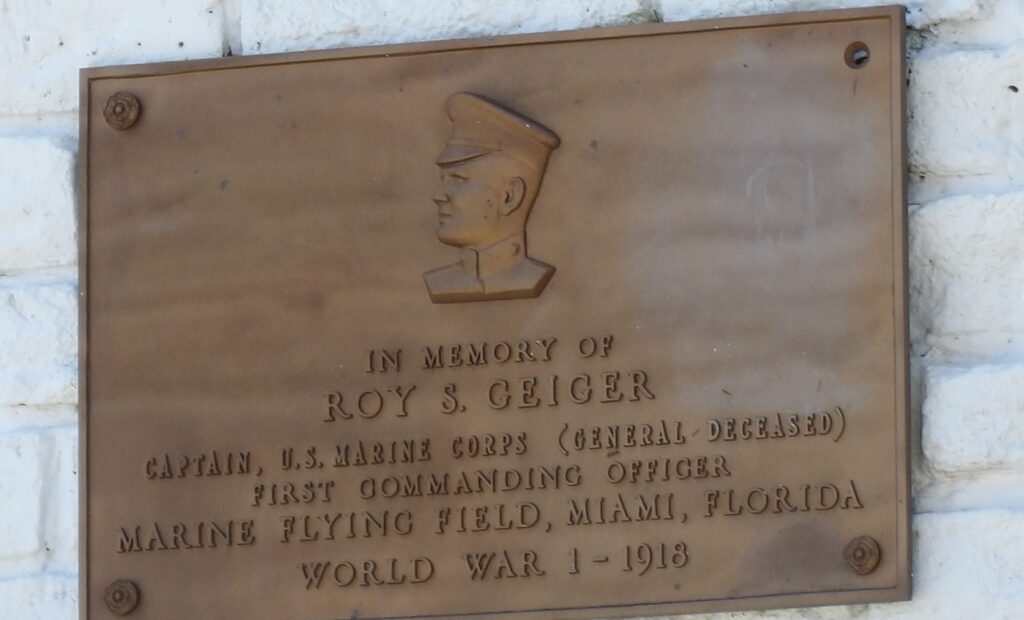 IN MEMORY OF
ROY S. GEIGER
CAPTAIN, U.S. MARINE CORPS (GENERAL - DECEASED)
FIRST COMMANDING OFFICER
MARINE FLYING FIELD, MIAMI, FLORIDA
WORLD WAR 1 - 1918